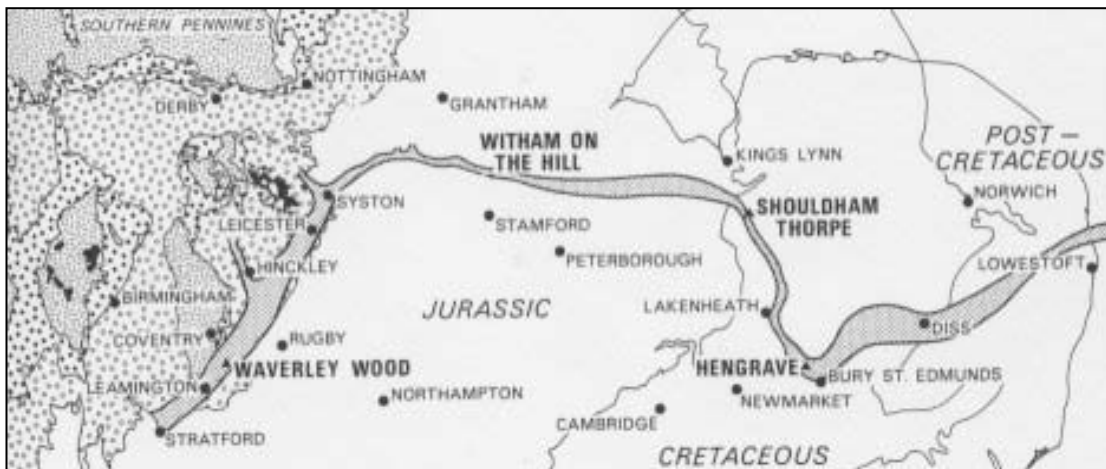 SOUTHERN PENNINES
NOTTINGHAM
DERBY
GRANTHAM
WITHAM ON
THE HILL
KINGS LYNN
POST –
CRETACEOUS
NORWICH
SYSTON
LEICESTER
STAMFORD
SHOULDHAM
THORPE
PETERBOROUGH
HINCKLEY
LOWESTOFT
BIRMINGHAM
JURASSIC
LAKENHEATH
DISS
COVENTRY
RUGBY
WAVERLEY WOOD
HENGRAVE
BURY ST. EDMUNDS
LEAMINGTON
NORTHAMPTON
NEWMARKET
CAMBRIDGE
STRATFORD
CRETACEOUS